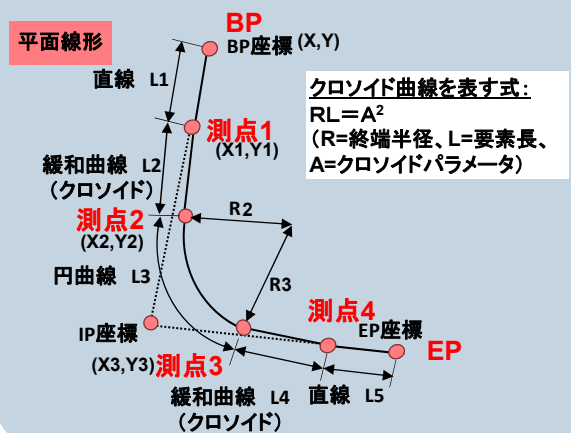 平面線形
BP
BP座標(X,Y)
直線 L1
クロソイド曲線を表す式:
RL=A²
(R=終端半径、L=要素長、
A=クロソイドパラメータ)
測点1
(X1,Y1)
緩和曲線 L2
(クロソイド)
測点2
(X2,Y2)
R2
円曲線 L3
R3
測点4
IP座標
EP座標
EP
(X3,Y3)測点3
緩和曲線 L4
(クロソイド)
直線 L5